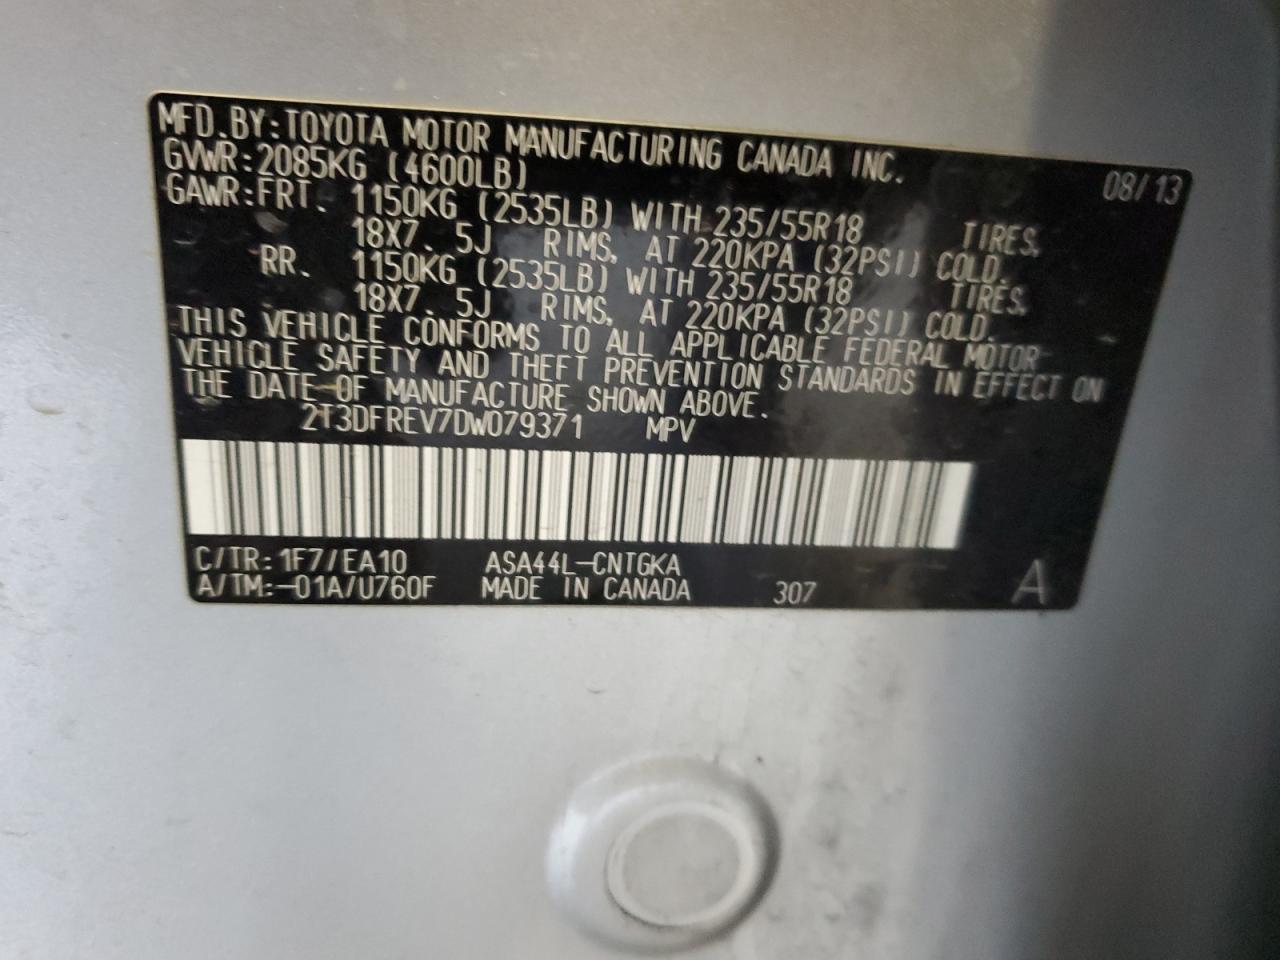 MFD.BY:TOYOTA MOTOR MANUFACTURING CANADA INC.
GVWR:2085KG (4600LB) 08/13
GAWR:FRT. 1150KG (2535LB) WITH 235/55R18 TIRES,
18X7.5J RIMS, AT 220KPA (32PSI) COLD.
RR. 1150KG (2535LB) WITH 235/55R18 TIRES,
18X7.5J RIMS, AT 220KPA (32PSI) COLD.
THIS VEHICLE CONFORMS TO ALL APPLICABLE FEDERAL MOTOR
VEHICLE SAFETY AND THEFT PREVENTION STANDARDS IN EFFECT ON
THE DATE OF MANUFACTURE SHOWN ABOVE.
2T3DFREV7DW079371 MPV
C/TR:1F7/EA10 ASA44L-CNTGKA
A/TM:-01A/U760F MADE IN CANADA 307 A